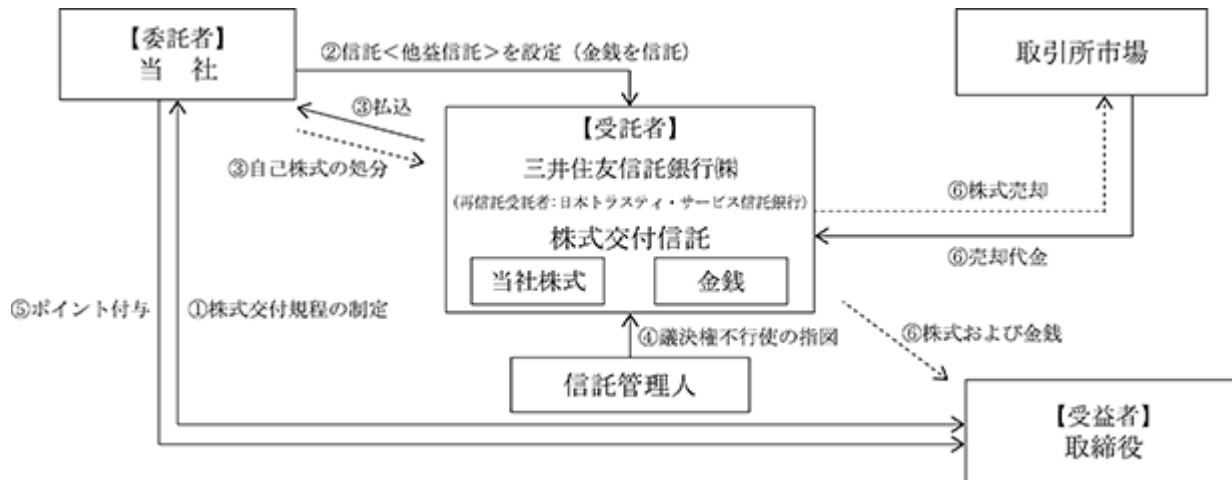 【委託者】
当　社
②信託<他益信託>を設定（金銭を信託）
取引所市場
③払込
③自己株式の処分
【受託者】
三井住友信託銀行㈱
(再信託受託者:日本トラスティ・サービス信託銀行)
株式交付信託
当社株式
金銭
⑥株式売却
⑥売却代金
⑤ポイント付与
①株式交付規程の制定
④議決権不行使の指図
⑥株式および金銭
信託管理人
【受益者】
取締役